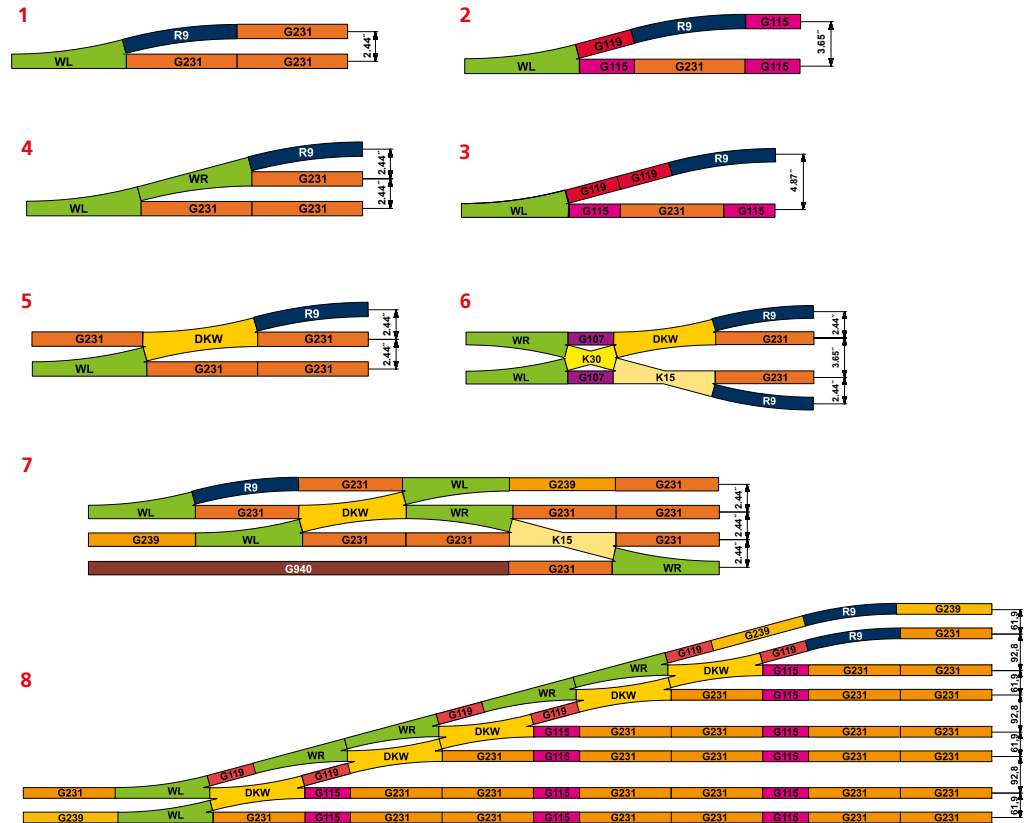 1
R9 G231
WL G231 G231
2.44"
2
G119 R9 G115
WL G115 G231 G115
3.65"
4
R9
WR G231
WL G231 G231
2.44"
2.44"
3
G119 G119 R9
WL G115 G231 G115
4.87"
5
R9
G231 DKW G231
WL G231 G231
2.44"
2.44"
6
R9
WR G107 DKW G231
K30
WL G107 K15 G231
R9
2.44"
3.65"
2.44"
7
R9 G231 WL G239 G231
WL G231 DKW WR G231 G231
G239 WL G231 G231 K15 G231
G940 G231 WR
2.44"
2.44"
2.44"
8
R9 G239
G239 R9 G231
G119 G119
WR DKW G115 G231 G231
WR DKW G231 G115 G231 G231
G119 G119
WR DKW G115 G231 G231 G115 G231 G231
WR DKW G231 G115 G231 G231 G115 G231 G231
G119 G119
G231 WL DKW G115 G231 G231 G115 G231 G231 G115 G231 G231
G239 WL G231 G115 G231 G231 G115 G231 G231 G115 G231 G231
61,9
92,8
61,9
92,8
61,9
92,8
61,9